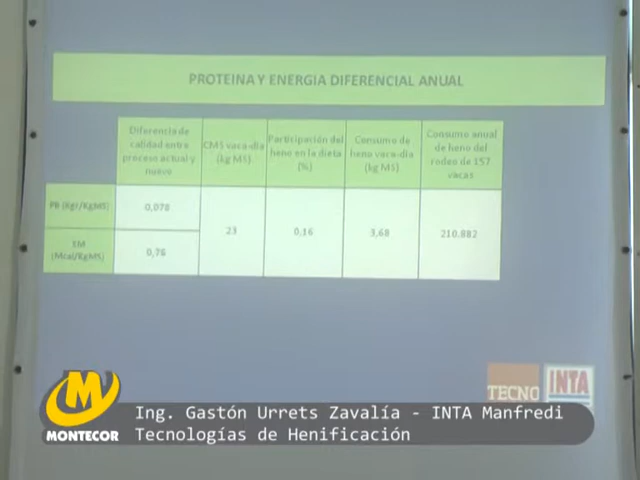 PROTEINA Y ENERGIA DIFERENCIAL ANUAL
Diferencia de
calidad entre
proceso actual y
nuevo
CMS vaca-día
(kg MS)
Participación del
heno en la dieta
(%)
Consumo de
heno vaca-día
(kg MS)
Consumo anual
de heno del
rodeo de 157
vacas
PB (Kgr/KgMS)
0,078
23
0,16
3,68
210.882
EM
(Mcal/KgMS)
0,76
TECNO
INTA
MONTECOR
Ing. Gastón Urrets Zavalía - INTA Manfredi
Tecnologías de Henificación